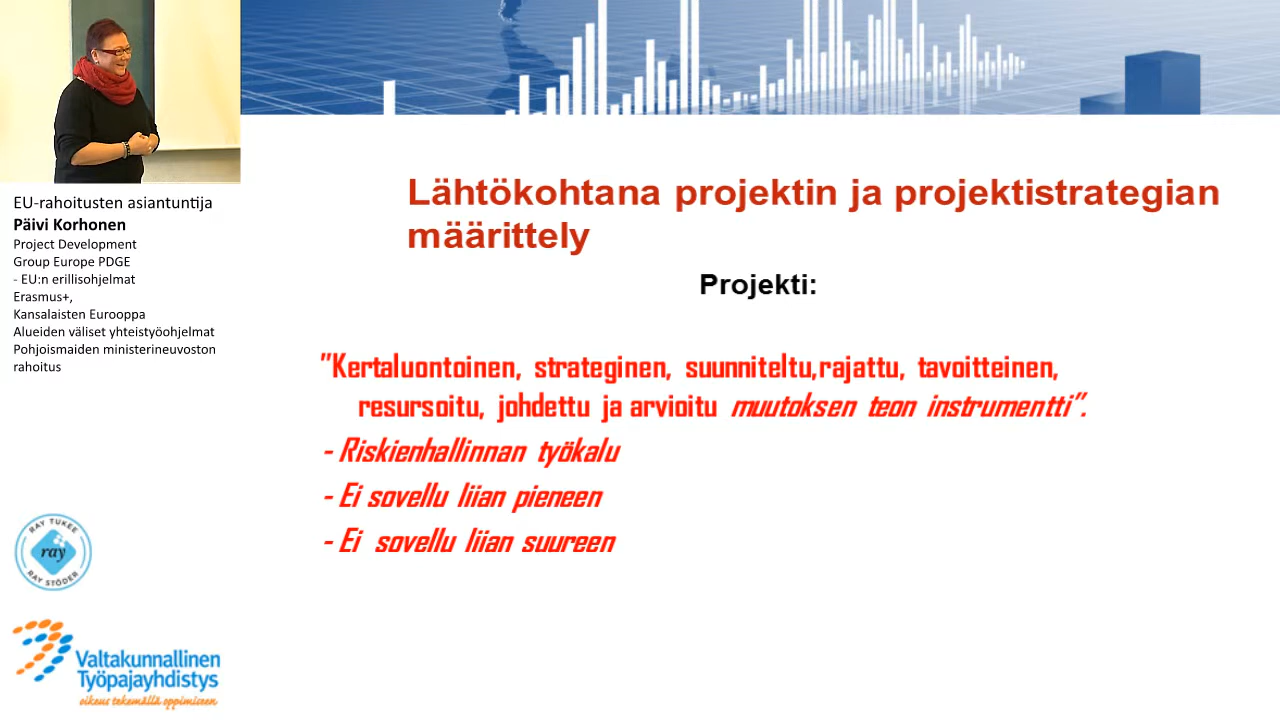 EU-rahoitusten asiantuntija
Päivi Korhonen
Project Development
Group Europe PDGE
- EU:n erillisohjelmat
Erasmus+,
Kansalaisten Eurooppa
Alueiden väliset yhteistyöohjelmat
Pohjoismaiden ministerineuvoston
rahoitus
RAY TUKEE
ray
RAY STÖDER
Valtakunnallinen
Työpajayhdistys
oikeus tekemällä oppimiseen
Lähtökohtana projektin ja projektistrategian
määrittely
Projekti:
"Kertaluontoinen, strateginen, suunniteltu,rajattu, tavoitteinen,
resursoitu, johdettu ja arvioitu muutoksen teon instrumentti".
- Riskienhallinnan työkalu
- Ei sovellu liian pieneen
- Ei sovellu liian suureen